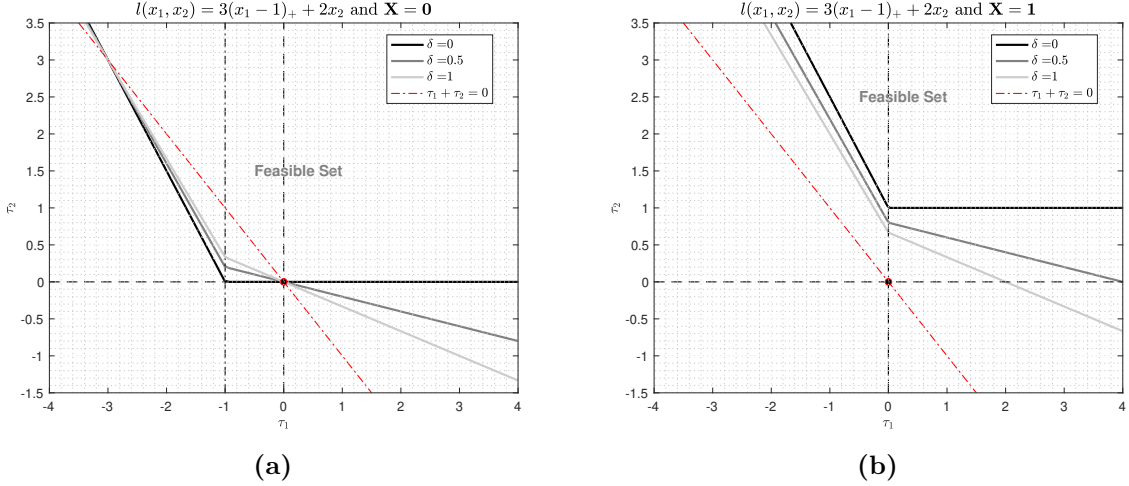 l(x₁, x₂) = 3(x₁ − 1)₊ + 2x₂ and X = 0
3.5
3
2.5
2
1.5
1
0.5
0
-0.5
-1
-1.5
τ₂
δ =0
δ =0.5
δ =1
τ₁ + τ₂ = 0
Feasible Set
-4
-3
-2
-1
0
1
2
3
4
τ₁
(a)
l(x₁, x₂) = 3(x₁ − 1)₊ + 2x₂ and X = 1
3.5
3
2.5
2
1.5
1
0.5
0
-0.5
-1
-1.5
τ₂
δ =0
δ =0.5
δ =1
τ₁ + τ₂ = 0
Feasible Set
-4
-3
-2
-1
0
1
2
3
4
τ₁
(b)